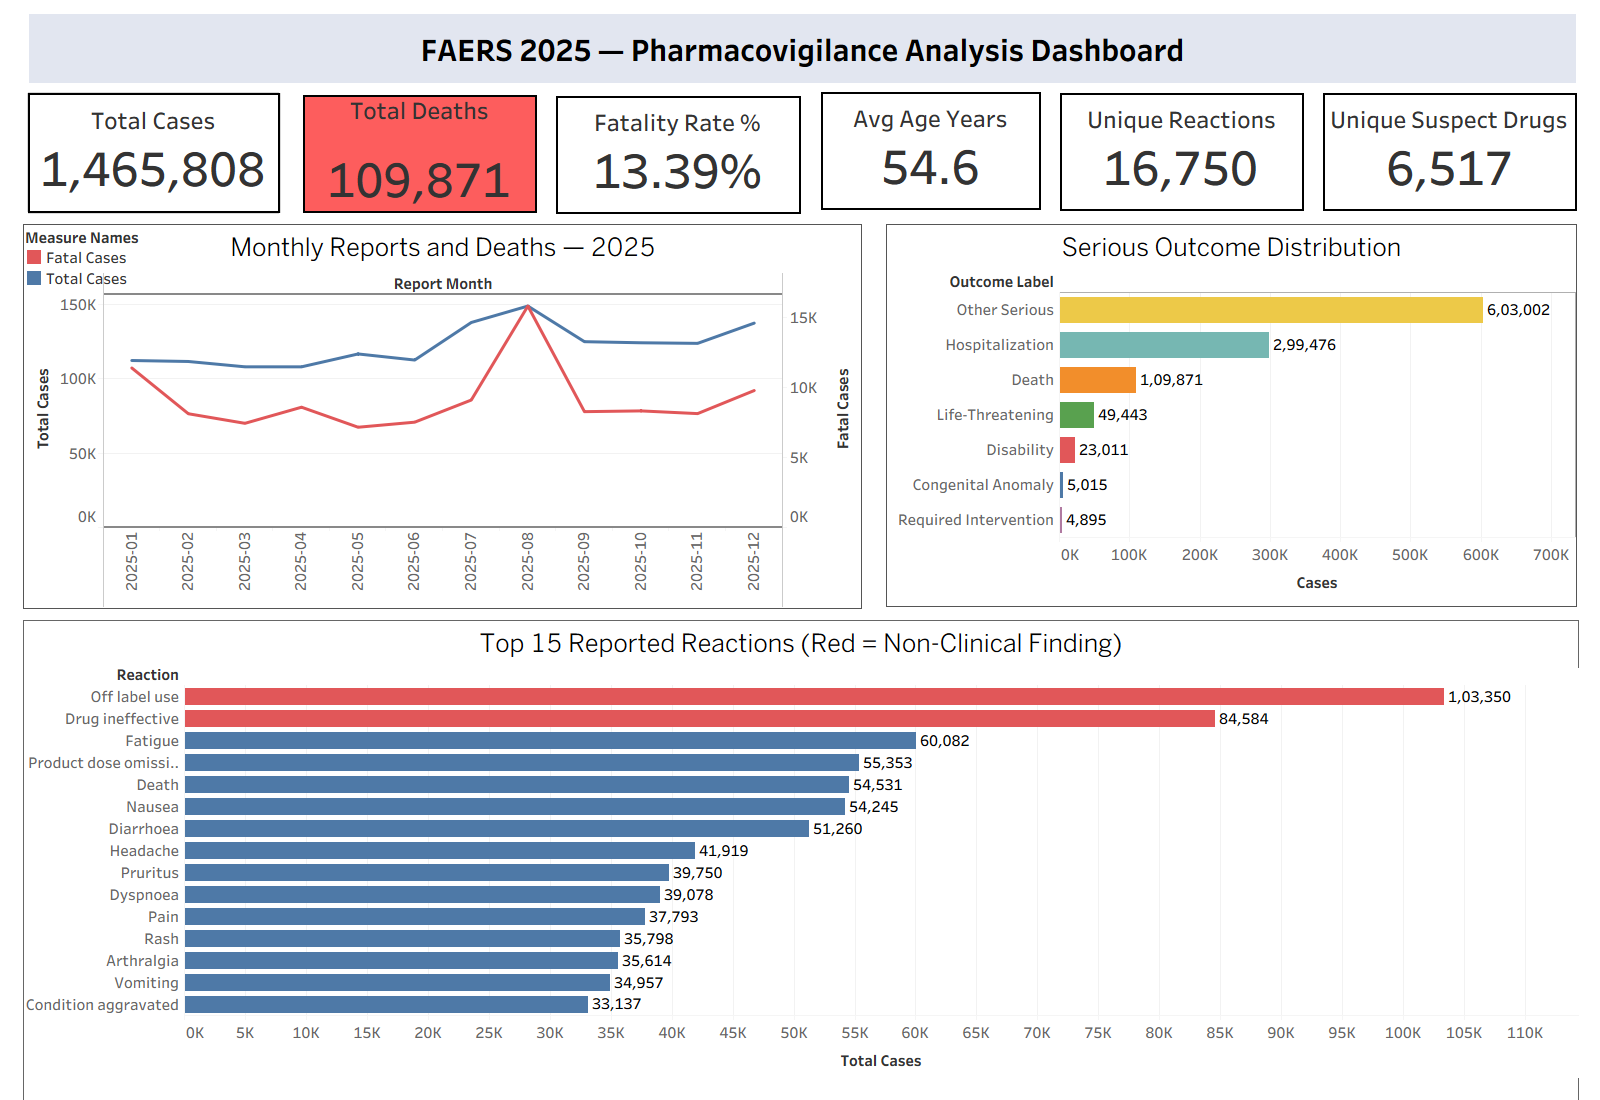 FAERS 2025 — Pharmacovigilance Analysis Dashboard
Total Cases
1,465,808
Total Deaths
109,871
Fatality Rate %
13.39%
Avg Age Years
54.6
Unique Reactions
16,750
Unique Suspect Drugs
6,517
Measure Names
Fatal Cases
Total Cases
Monthly Reports and Deaths — 2025
Report Month
150K
100K
50K
0K
Total Cases
15K
10K
5K
0K
Fatal Cases
2025-01
2025-02
2025-03
2025-04
2025-05
2025-06
2025-07
2025-08
2025-09
2025-10
2025-11
2025-12
Serious Outcome Distribution
Outcome Label
Other Serious 6,03,002
Hospitalization 2,99,476
Death 1,09,871
Life-Threatening 49,443
Disability 23,011
Congenital Anomaly 5,015
Required Intervention 4,895
0K 100K 200K 300K 400K 500K 600K 700K
Cases
Top 15 Reported Reactions (Red = Non-Clinical Finding)
Reaction
Off label use 1,03,350
Drug ineffective 84,584
Fatigue 60,082
Product dose omissi.. 55,353
Death 54,531
Nausea 54,245
Diarrhoea 51,260
Headache 41,919
Pruritus 39,750
Dyspnoea 39,078
Pain 37,793
Rash 35,798
Arthralgia 35,614
Vomiting 34,957
Condition aggravated 33,137
0K 5K 10K 15K 20K 25K 30K 35K 40K 45K 50K 55K 60K 65K 70K 75K 80K 85K 90K 95K 100K 105K 110K
Total Cases